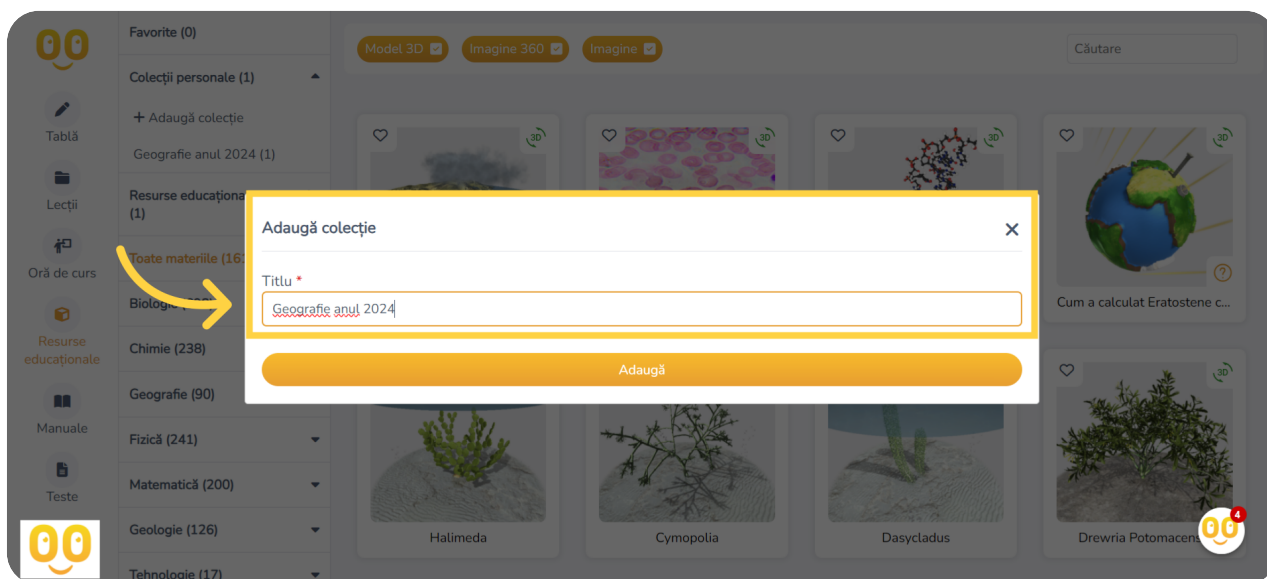 Favorite (0)
Colecții personale (1)
+ Adaugă colecție
Geografie anul 2024 (1)
Resurse educaționa
(1)
Toate materiile (16
Biologie
Chimie (238)
Geografie (90)
Fizică (241)
Matematică (200)
Geologie (126)
Tehnologie (17)
Tablă
Lecții
Oră de curs
Resurse
educaționale
Manuale
Teste
Model 3D
Imagine 360
Imagine
Căutare
3D
3D
3D
3D
Cum a calculat Eratostene c...
Adaugă colecție
Titlu *
Geografie anul 2024
Adaugă
3D
Halimeda
Cymopolia
Dasycladus
Drewria Potomacens
4